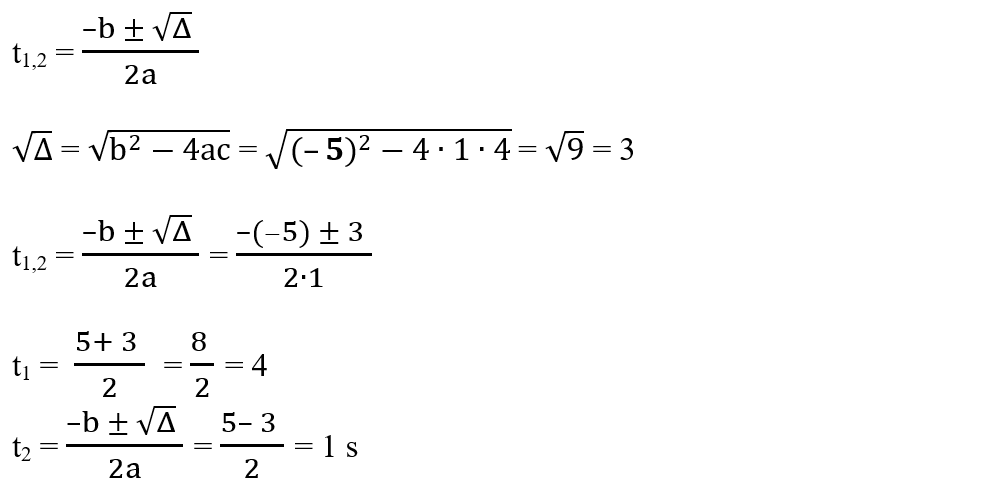 t₁,₂ = (–b ± √Δ) / 2a
√Δ = √(b² − 4ac) = √((– 5)² − 4 · 1 · 4) = √9 = 3
t₁,₂ = (–b ± √Δ) / 2a = (–(–5) ± 3) / 2·1
t₁ = (5+ 3) / 2 = 8 / 2 = 4
t₂ = (–b ± √Δ) / 2a = (5– 3) / 2 = 1 s